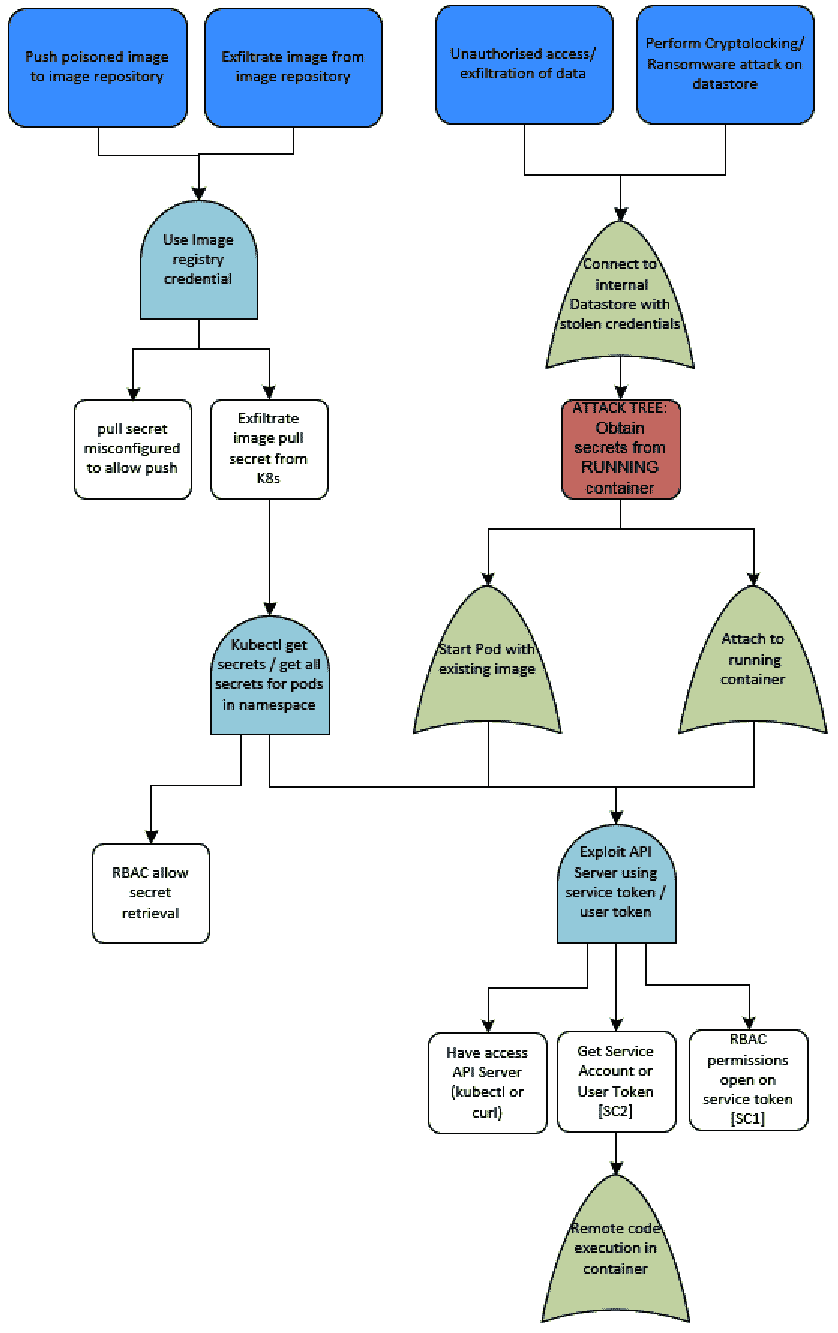 Push poisoned image
to image repository
Exfiltrate image from
image repository
Unauthorised access/
exfiltration of data
Perform Cryptolocking/
Ransomware attack on
datastore
Use Image
registry
credential
Connect to
internal
Datastore with
stolen credentials
pull secret
misconfigured
to allow push
Exfiltrate
image pull
secret from
K8s
ATTACK TREE:
Obtain
secrets from
RUNNING
container
Kubectl get
secrets / get all
secrets for pods
in namespace
Start Pod with
existing image
Attach to
running
container
RBAC allow
secret
retrieval
Exploit API
Server using
service token /
user token
Have access
API Server
(kubectl or
curl)
Get Service
Account or
User Token
[SC2]
RBAC
permissions
open on
service token
[SC1]
Remote code
execution in
container